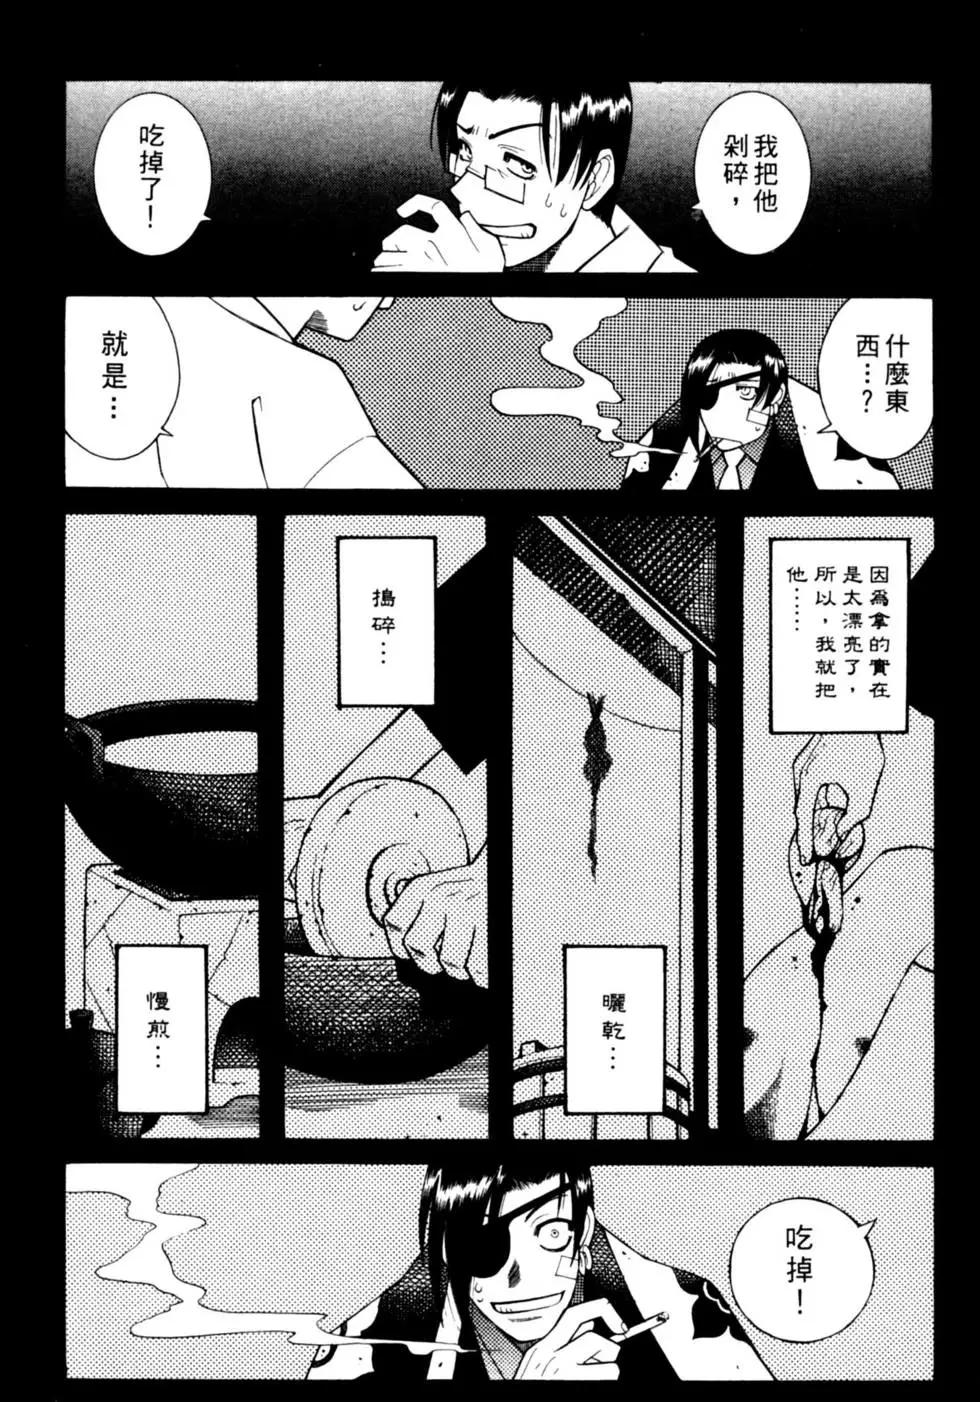 我把他
剁碎，
吃掉了！
什麼東
西…？
就是…
因為拿的實在
是太漂亮了，
所以，我就把
他……
曬乾…
搗碎…
慢煎…
吃掉！